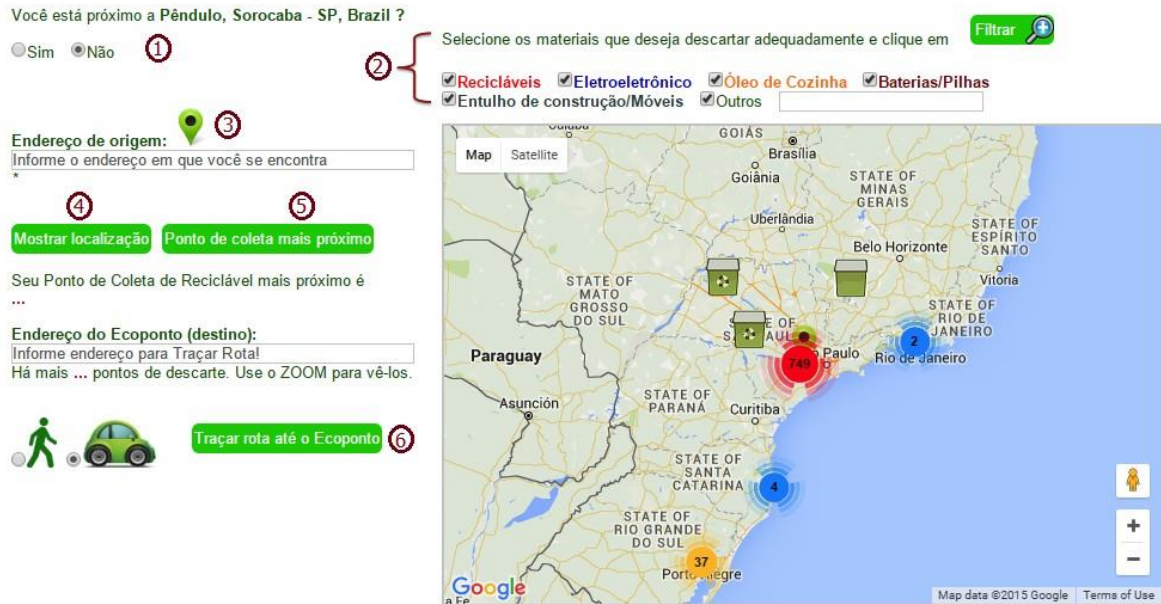 Você está próximo a Pêndulo, Sorocaba - SP, Brazil ?
Sim Não 1
Endereço de origem: 3
Informe o endereço em que você se encontra
*
4 5
Mostrar localização Ponto de coleta mais próximo
Seu Ponto de Coleta de Reciclável mais próximo é
...
Endereço do Ecoponto (destino):
Informe endereço para Traçar Rota!
Há mais ... pontos de descarte. Use o ZOOM para vê-los.
Traçar rota até o Ecoponto 6
Selecione os materiais que deseja descartar adequadamente e clique em Filtrar
2
Recicláveis Eletroeletrônico Óleo de Cozinha Baterias/Pilhas
Entulho de construção/Móveis Outros
Map Satellite
GOIÁS
Brasília
Goiânia
STATE OF
MINAS
GERAIS
Uberlândia
STATE OF
ESPÍRITO
SANTO
Belo Horizonte
Vitoria
STATE OF
MATO
GROSSO
DO SUL
STATE OF
RIO DE
JANEIRO
2
Rio de Janeiro
749
Paulo
Paraguay
Asunción
STATE OF
PARANÁ
Curitiba
STATE OF
SANTA
CATARINA
4
STATE OF
RIO GRANDE
DO SUL
37
Google
+
−
Map data ©2015 Google Terms of Use